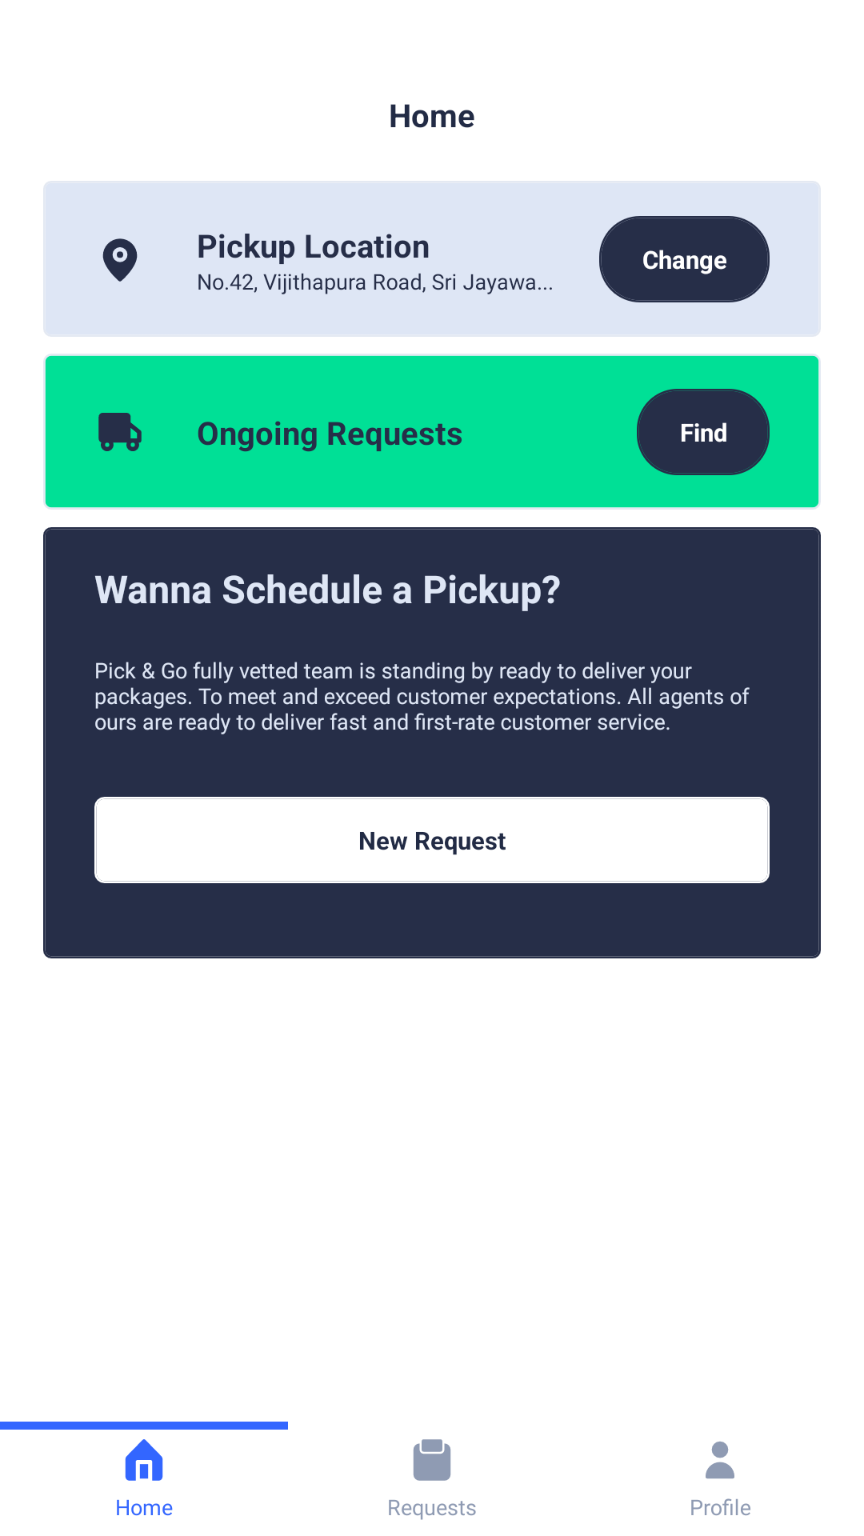 Home
Pickup Location
No.42, Vijithapura Road, Sri Jayawa...
Change
Ongoing Requests
Find
Wanna Schedule a Pickup?
Pick & Go fully vetted team is standing by ready to deliver your
packages. To meet and exceed customer expectations. All agents of
ours are ready to deliver fast and first-rate customer service.
New Request
Home
Requests
Profile